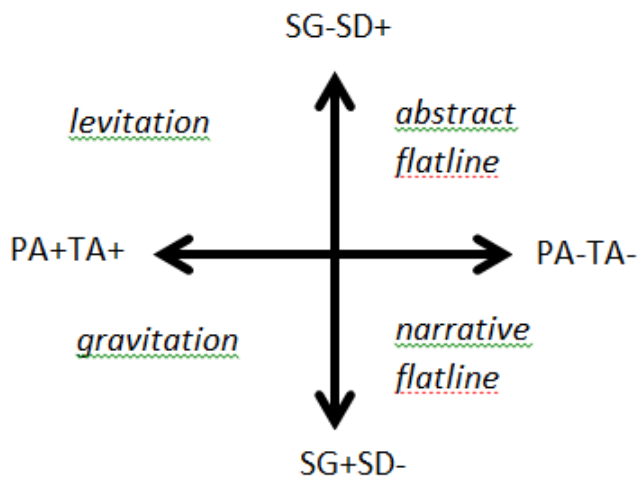 SG-SD+
levitation
abstract
flatline
PA+TA+
PA-TA-
gravitation
narrative
flatline
SG+SD-